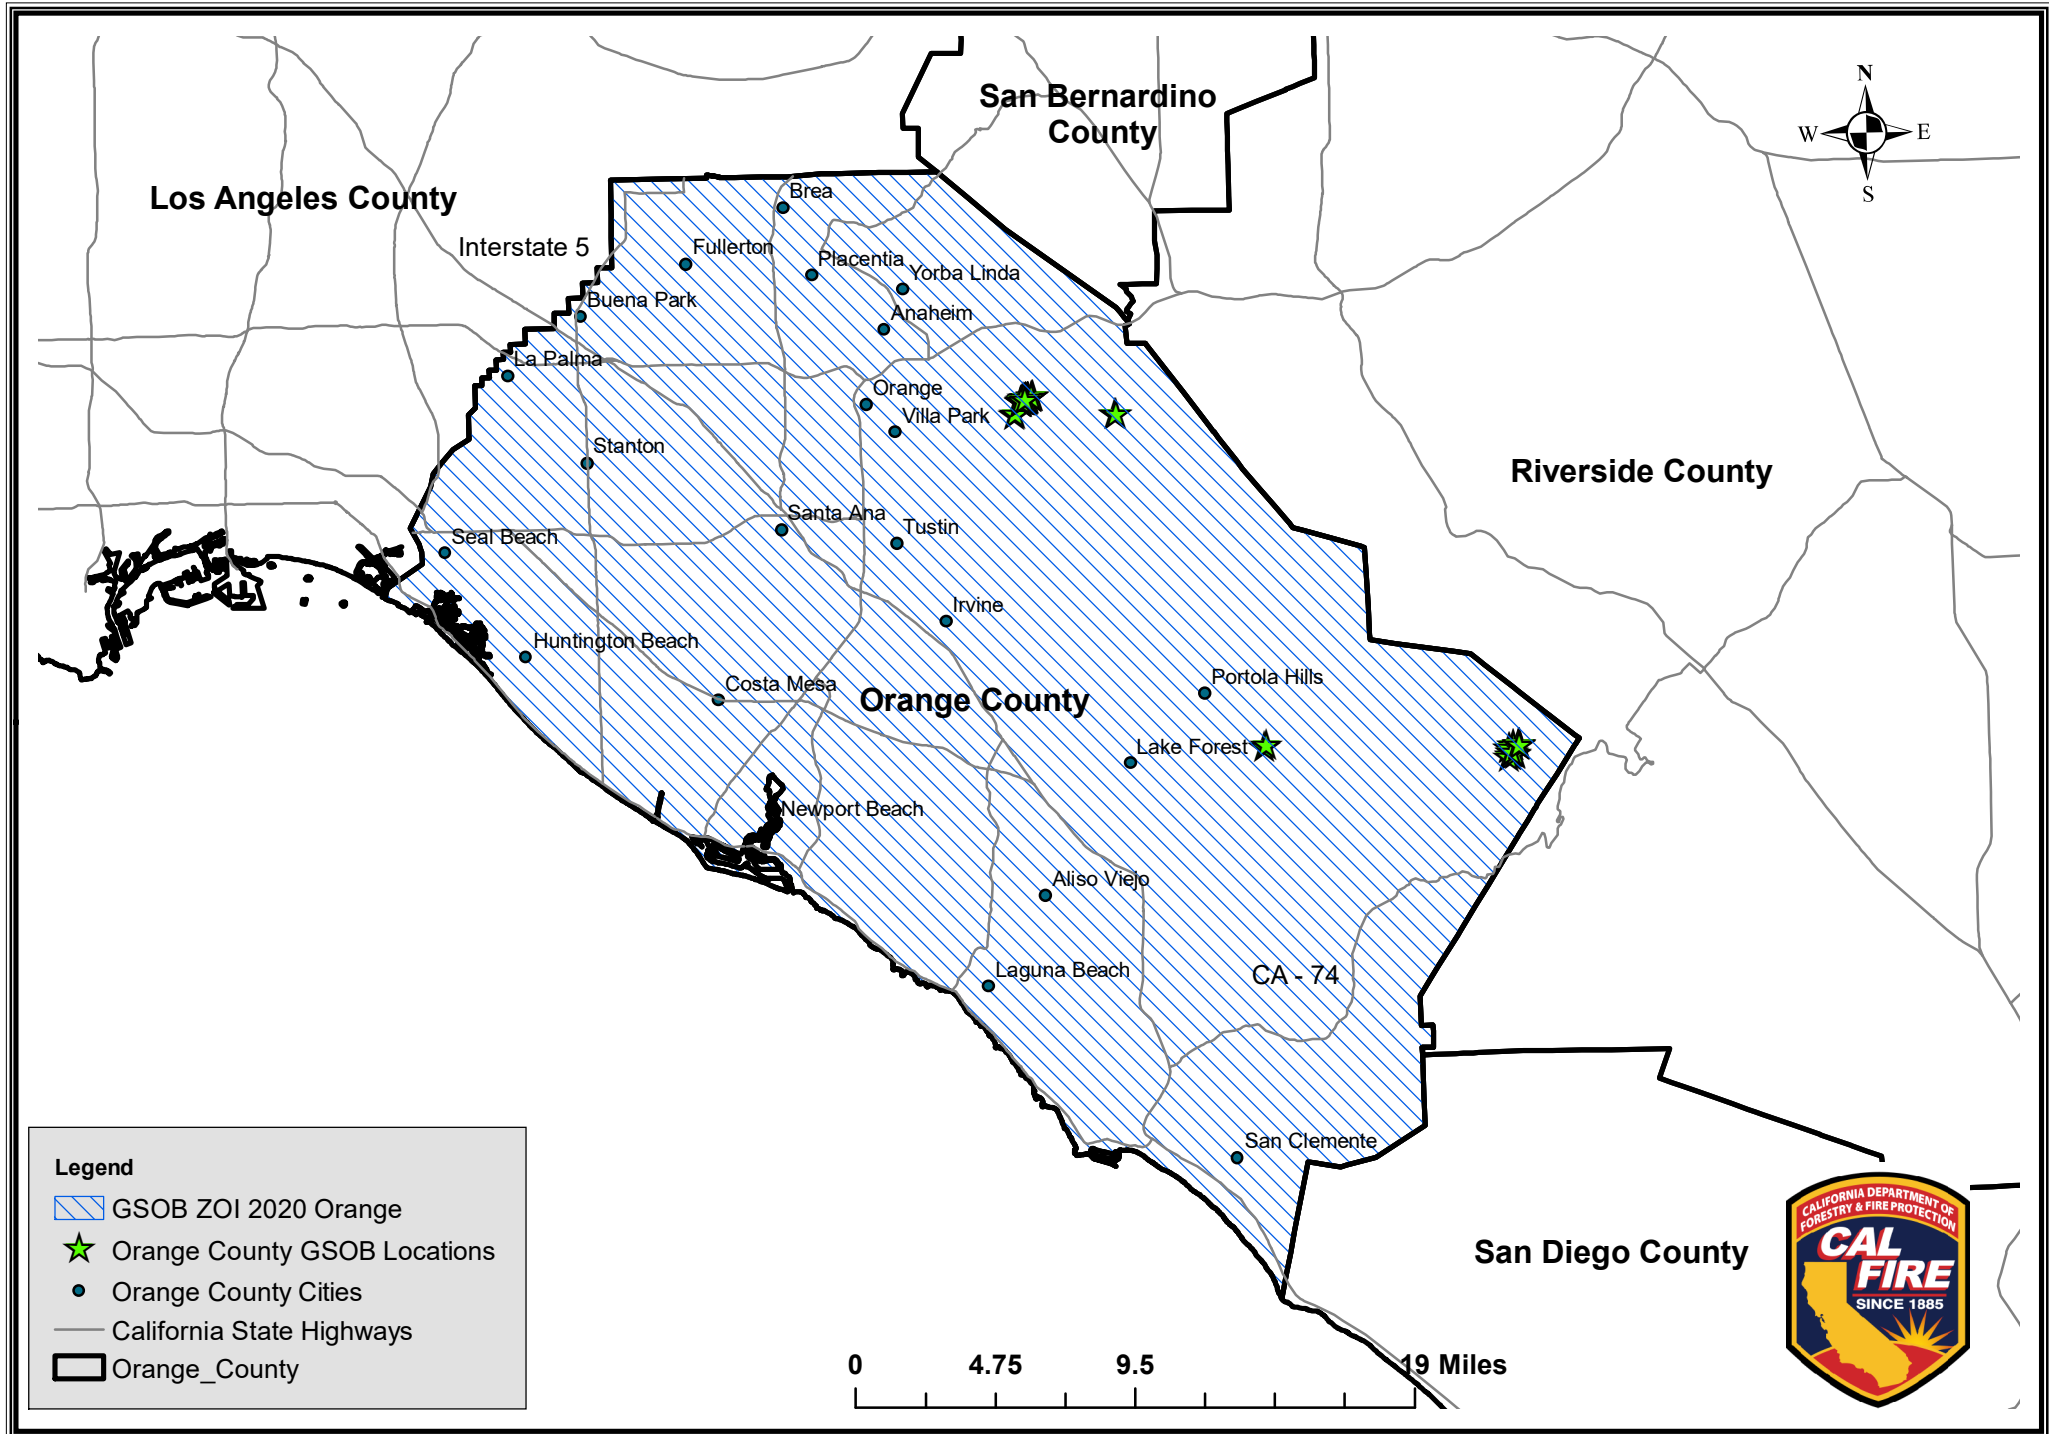 N
San Bernardino
County
W
E
S
Los Angeles County
Brea
Interstate 5
Fullerton
Placentia
Yorba Linda
Buena Park
Anaheim
La Palma
Orange
Villa Park
Stanton
Riverside County
Santa Ana
Tustin
Seal Beach
Irvine
Huntington Beach
Portola Hills
Costa Mesa
Orange County
Lake Forest
Newport Beach
Aliso Viejo
Laguna Beach
CA - 74
San Clemente
Legend
GSOB ZOI 2020 Orange
Orange County GSOB Locations
Orange County Cities
California State Highways
Orange_County
San Diego County
CALIFORNIA DEPARTMENT OF
FORESTRY & FIRE PROTECTION
CAL
FIRE
SINCE 1885
0 4.75 9.5 19 Miles